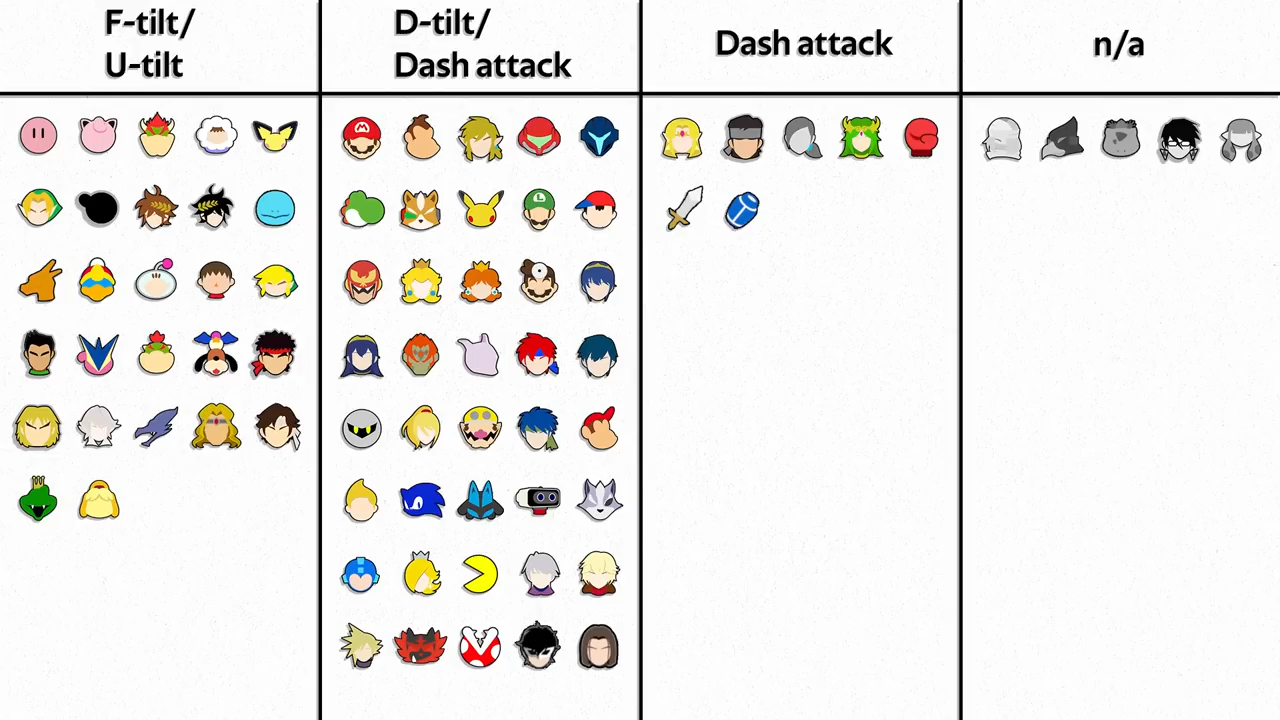 F-tilt/
U-tilt
D-tilt/
Dash attack
Dash attack
n/a
M
L